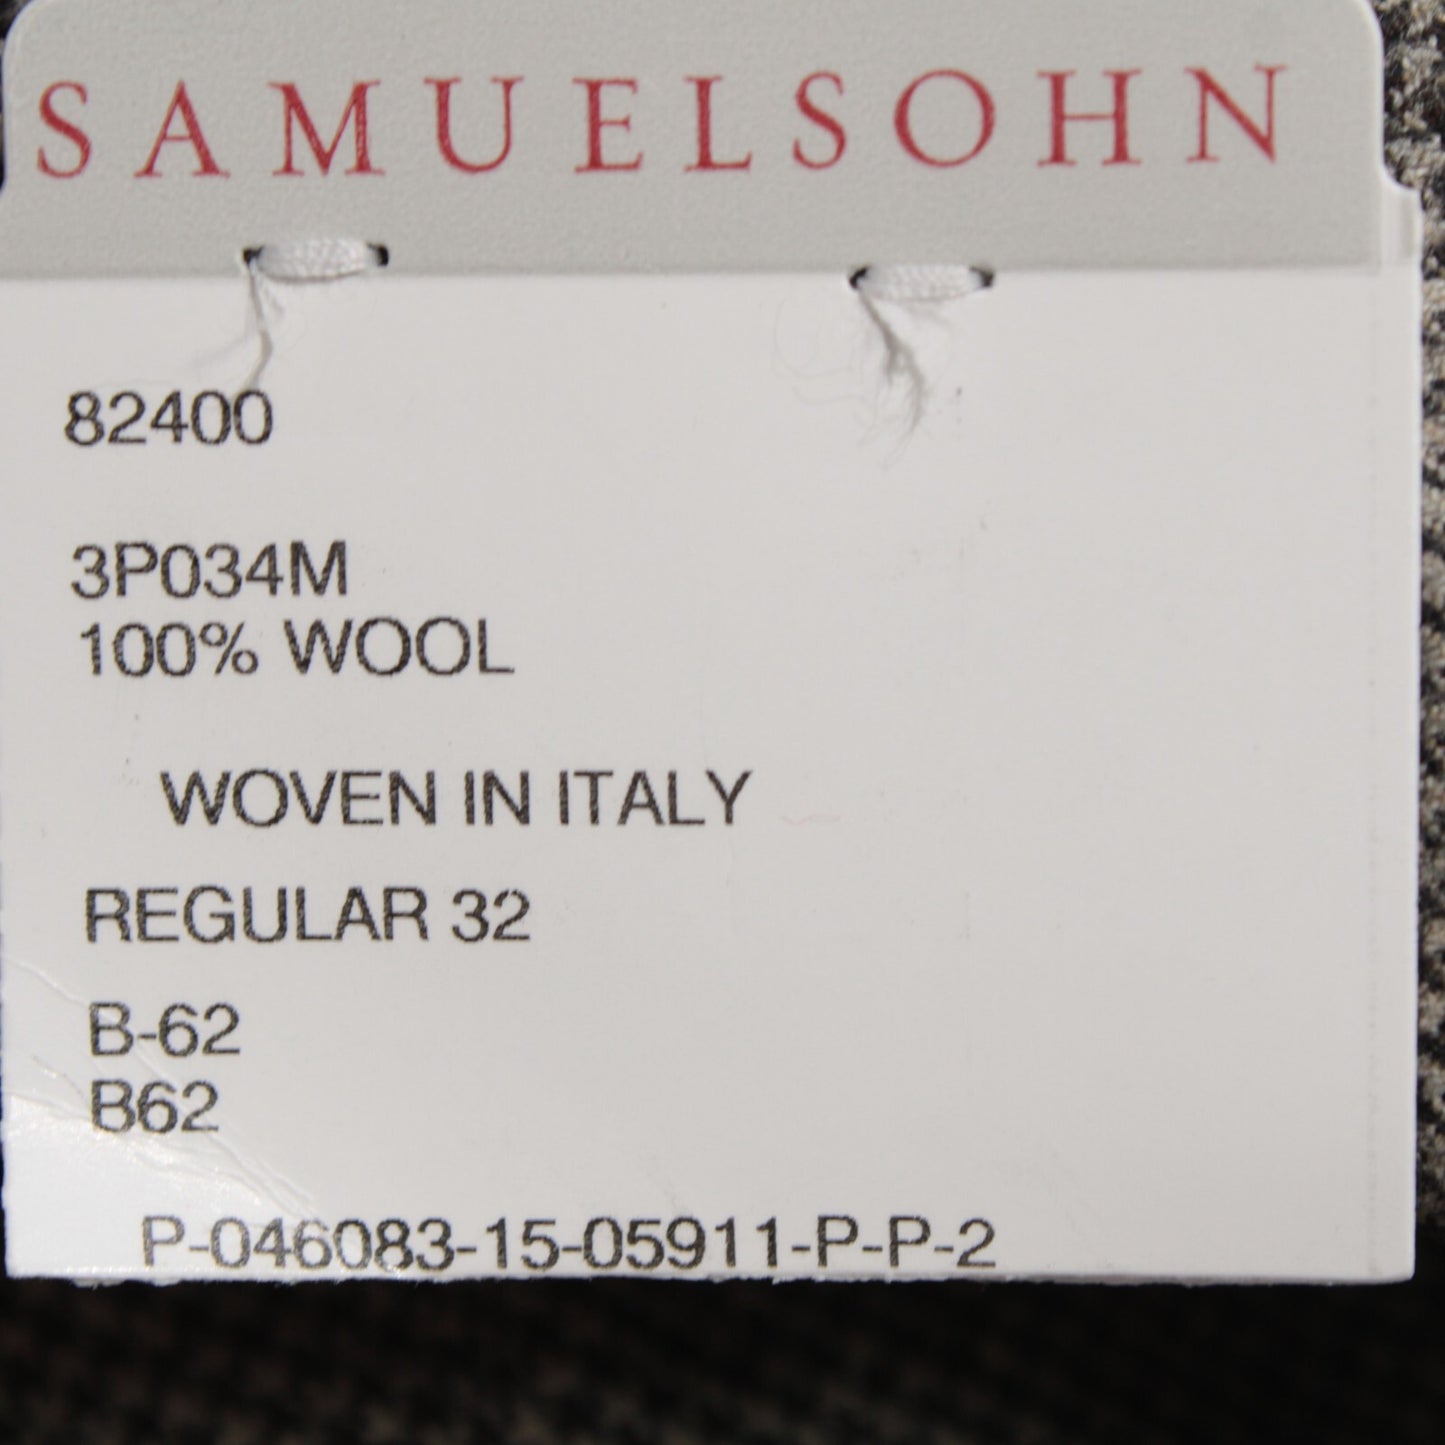 SAMUELSOHN
82400
3P034M
100% WOOL
WOVEN IN ITALY
REGULAR 32
B-62
B62
P-046083-15-05911-P-P-2